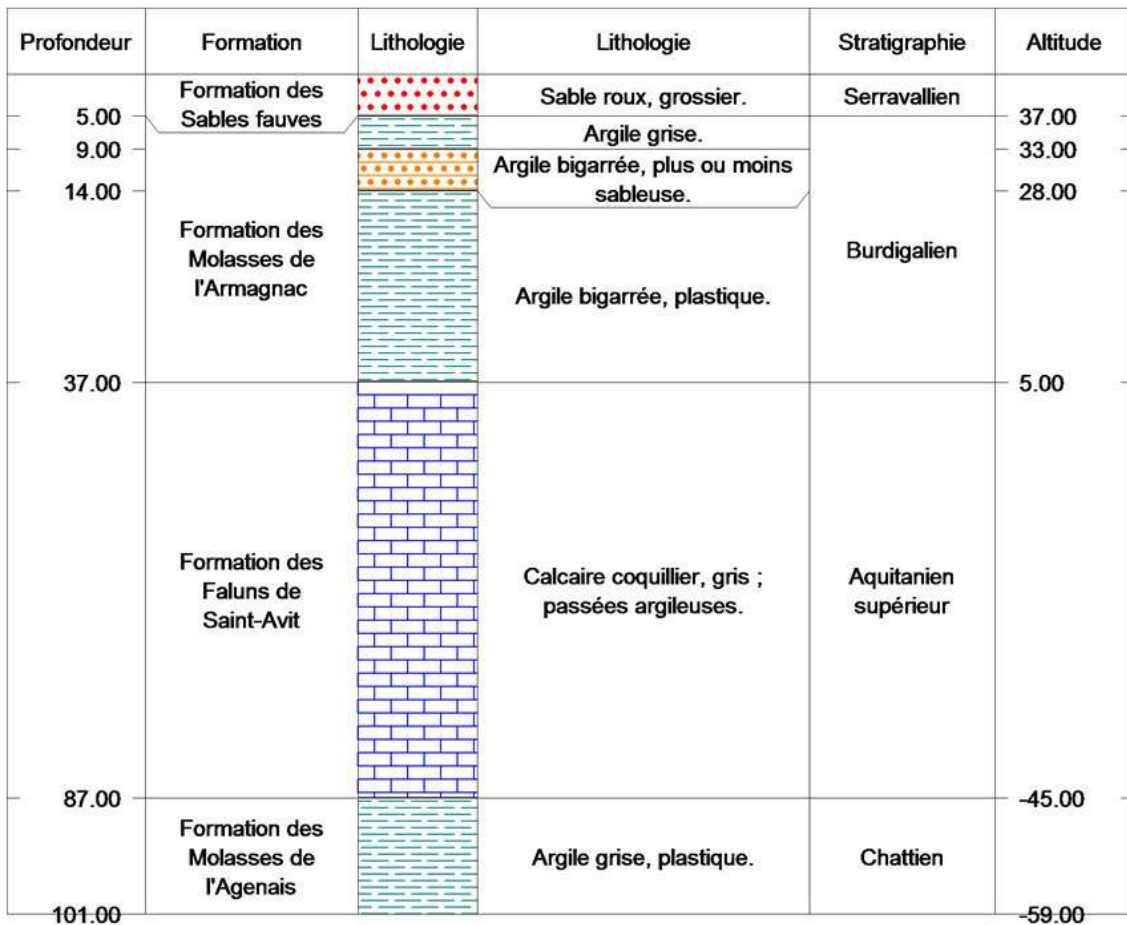 Profondeur Formation Lithologie Lithologie Stratigraphie Altitude
Formation des
Sables fauves
Sable roux, grossier.
Serravallien
5.00
37.00
Argile grise.
9.00
33.00
Argile bigarrée, plus ou moins
sableuse.
14.00
28.00
Formation des
Molasses de
l'Armagnac
Argile bigarrée, plastique.
Burdigalien
37.00
5.00
Formation des
Faluns de
Saint-Avit
Calcaire coquillier, gris ;
passées argileuses.
Aquitanien
supérieur
87.00
-45.00
Formation des
Molasses de
l'Agenais
Argile grise, plastique.
Chattien
101.00
-59.00